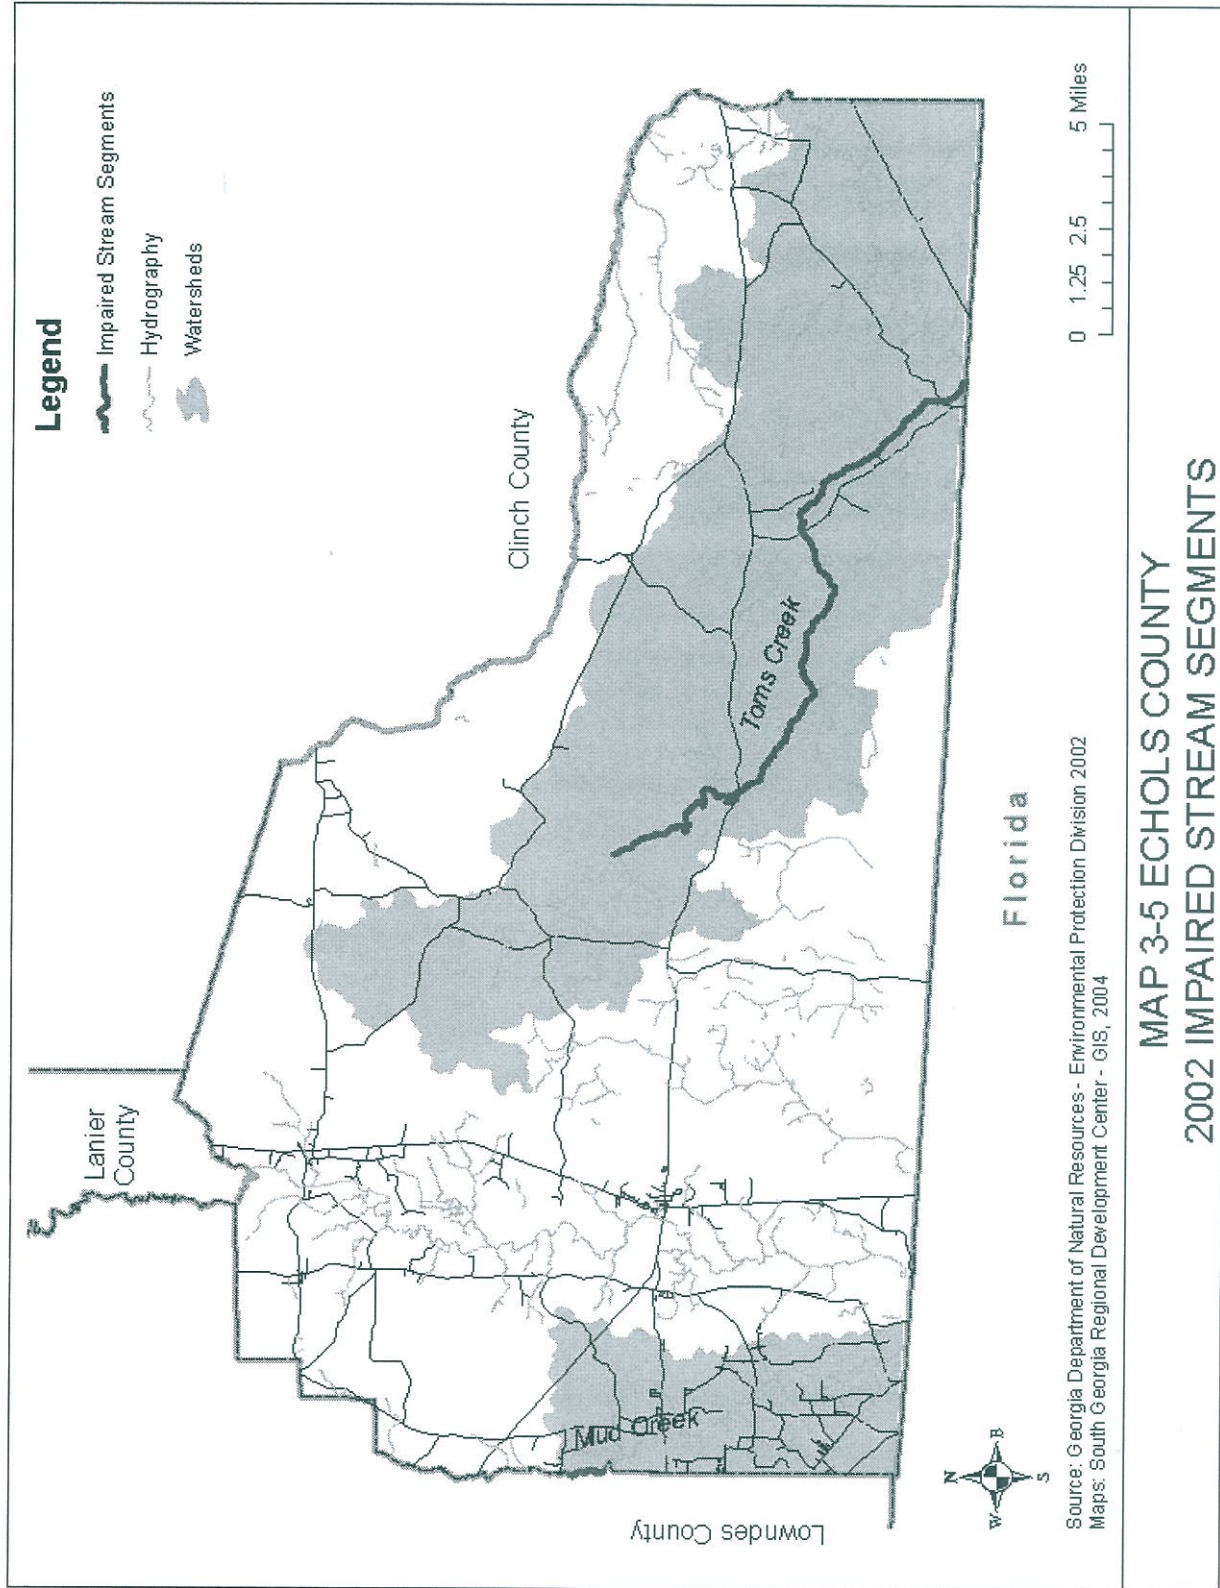 Legend
Impaired Stream Segments
Hydrography
Watersheds
Lanier
County
Clinch County
Toms Creek
Mud Creek
Lowndes County
Florida
N
W
E
S
0 1.25 2.5 5 Miles
Source: Georgia Department of Natural Resources - Environmental Protection Division 2002
Maps: South Georgia Regional Development Center - GIS, 2004
MAP 3-5 ECHOLS COUNTY
2002 IMPAIRED STREAM SEGMENTS